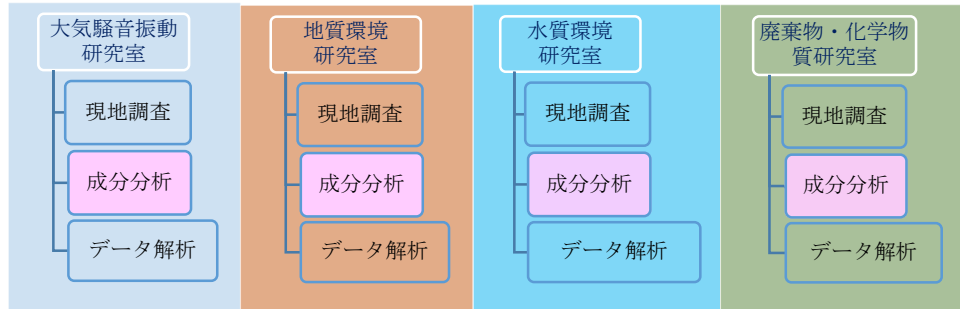 大気騒音振動
研究室
現地調査
成分分析
データ解析
地質環境
研究室
現地調査
成分分析
データ解析
水質環境
研究室
現地調査
成分分析
データ解析
廃棄物・化学物
質研究室
現地調査
成分分析
データ解析